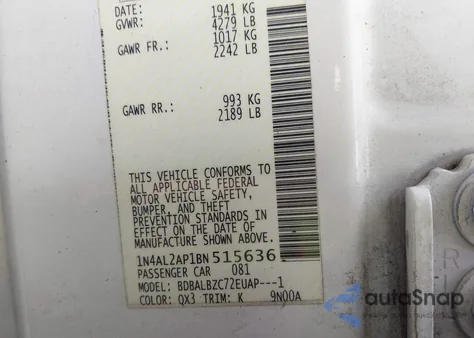 DATE: 1941 KG
GVWR: 4279 LB
1017 KG
GAWR FR.: 2242 LB
993 KG
GAWR RR.: 2189 LB
THIS VEHICLE CONFORMS TO
ALL APPLICABLE FEDERAL
MOTOR VEHICLE SAFETY,
BUMPER, AND THEFT
PREVENTION STANDARDS IN
EFFECT ON THE DATE OF
MANUFACTURE SHOWN ABOVE.
1N4AL2AP1BN515636
PASSENGER CAR 081
MODEL: BDBALBZC72EUAP---1
COLOR: QX3 TRIM: K 9N00A
autoSnap